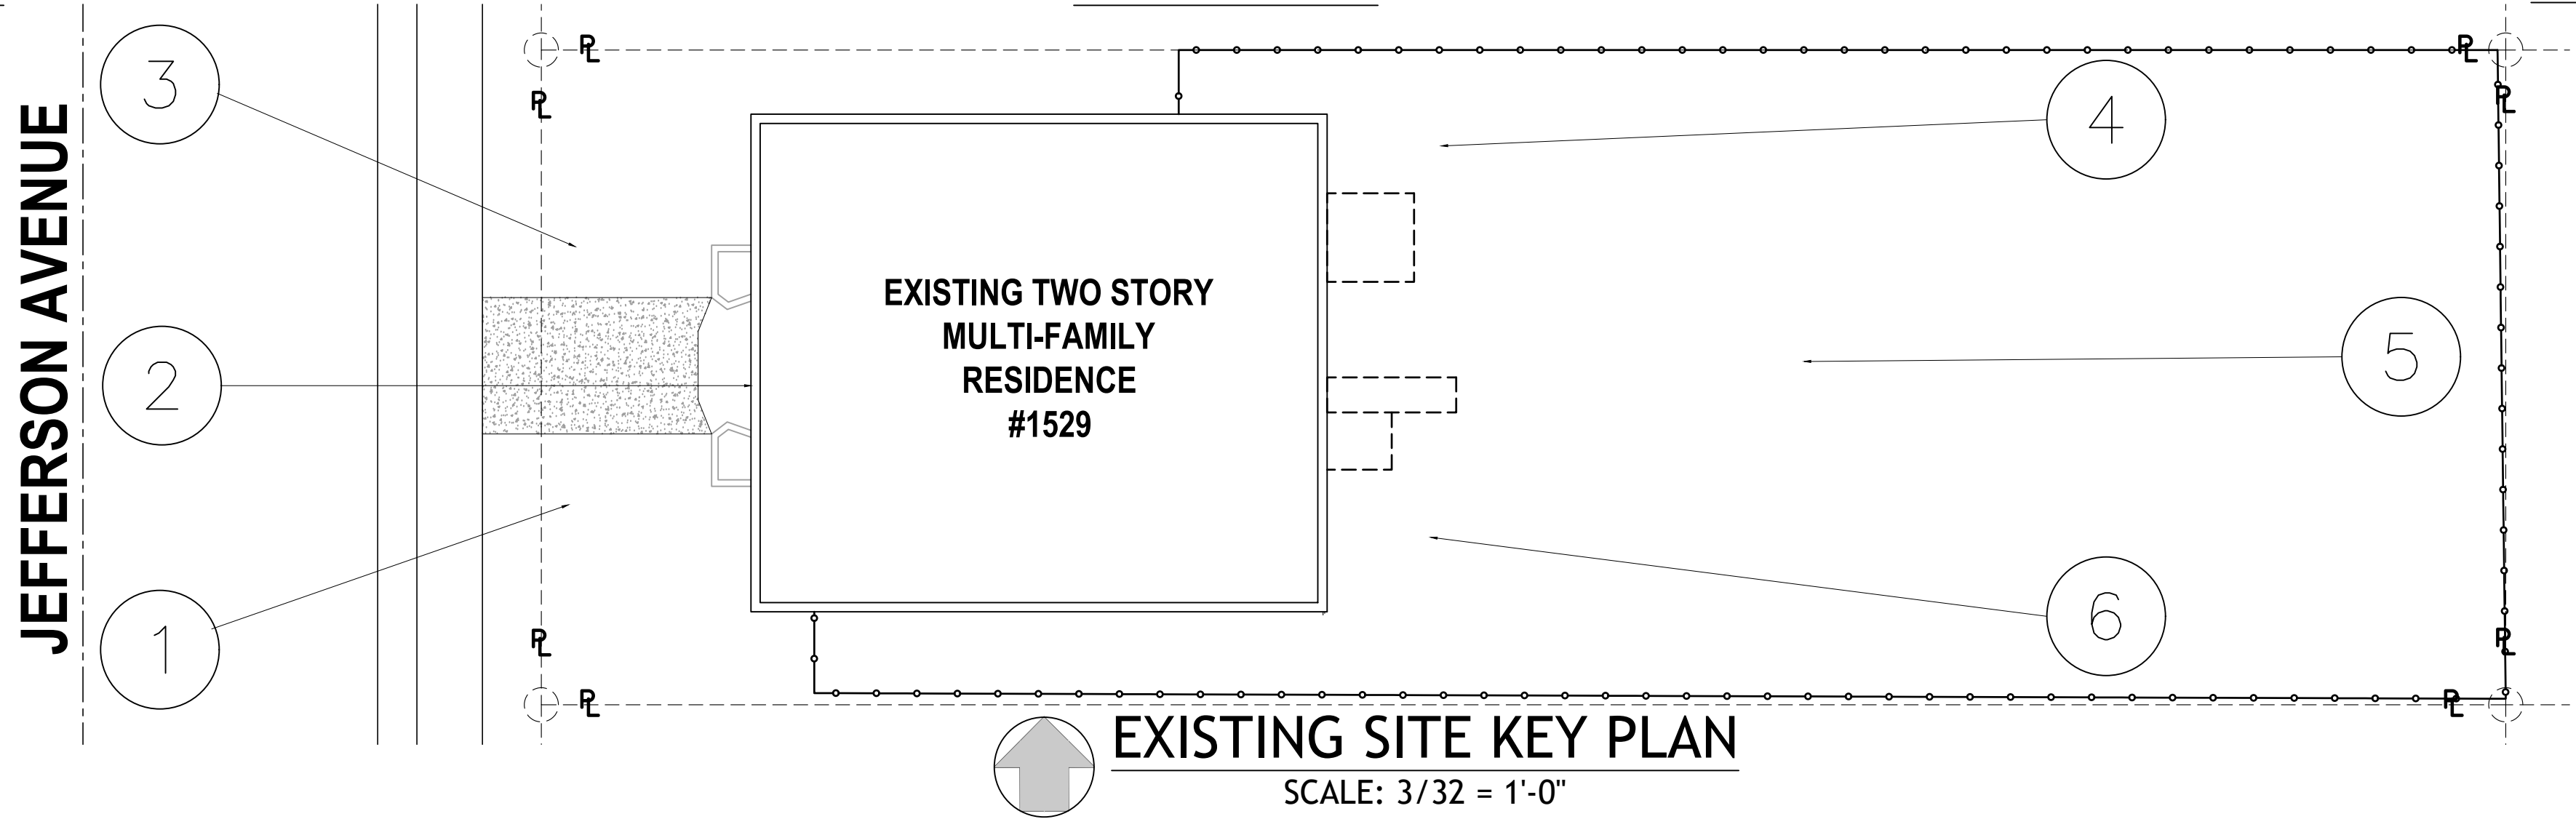 JEFFERSON AVENUE
3
2
1
PL
PL
PL
PL
EXISTING TWO STORY
MULTI-FAMILY
RESIDENCE
#1529
4
5
6
PL
PL
PL
PL
EXISTING SITE KEY PLAN
SCALE: 3/32 = 1'-0"